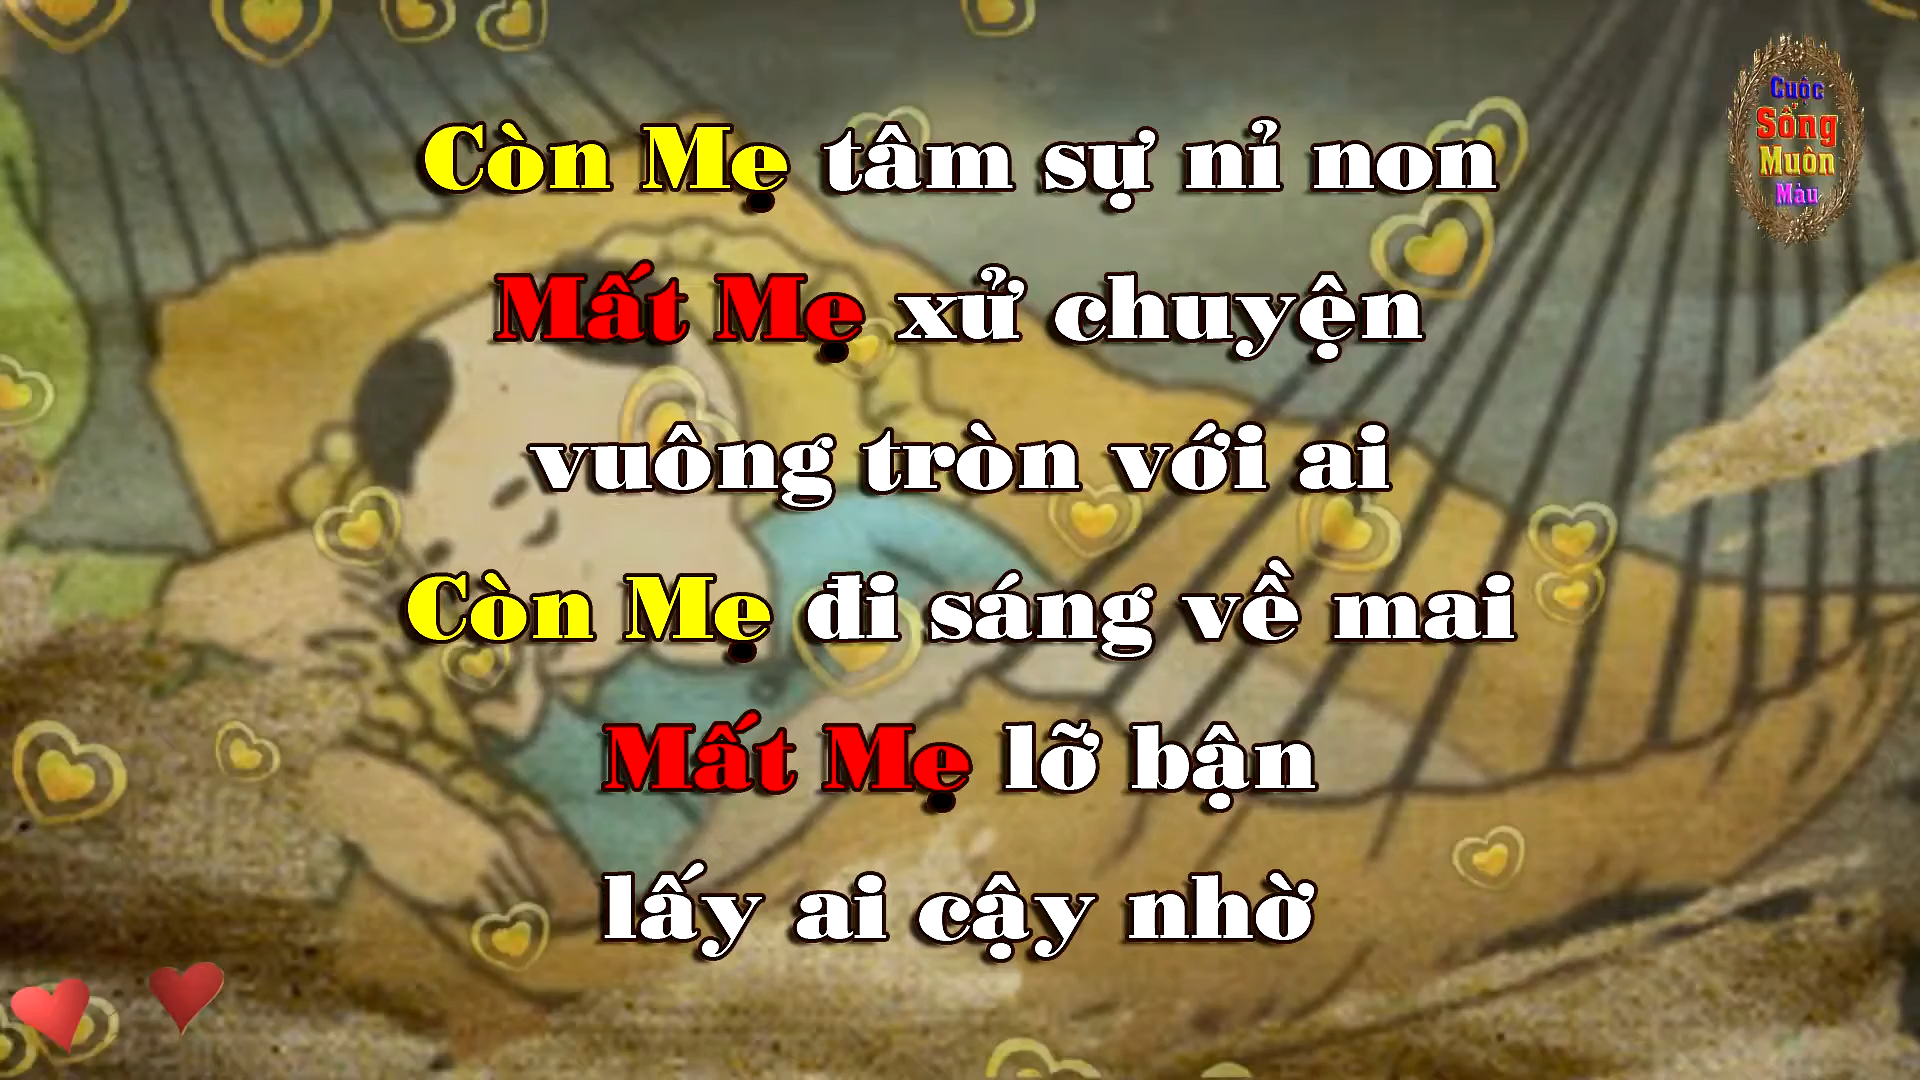 Còn Mẹ tâm sự nỉ non
Mất Mẹ xử chuyện
vuông tròn với ai
Còn Mẹ đi sáng về mai
Mất Mẹ lỡ bận
lấy ai cậy nhờ
Cuộc
Sống
Muôn
Màu